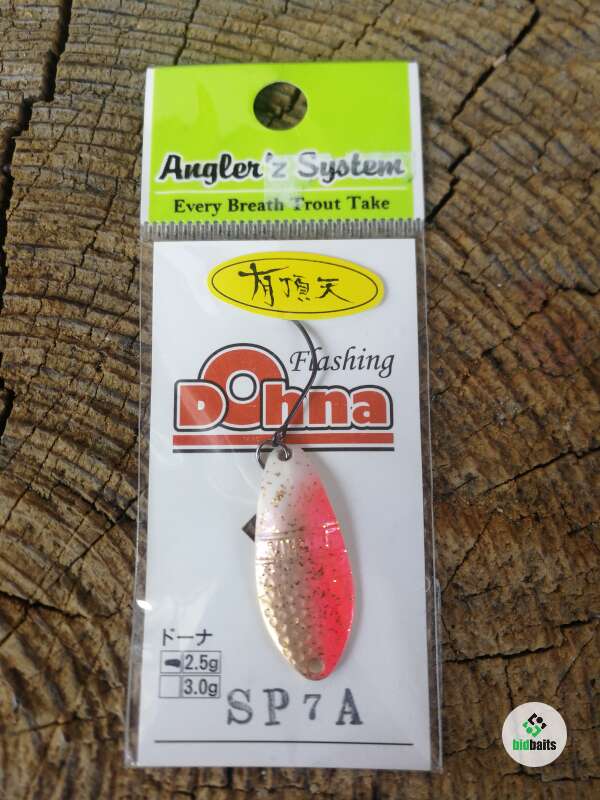 Angler'z System
Every Breath Trout Take
有頂天
Flashing
Dohna
ドーナ
2.5g
3.0g
SP7A
bidbaits